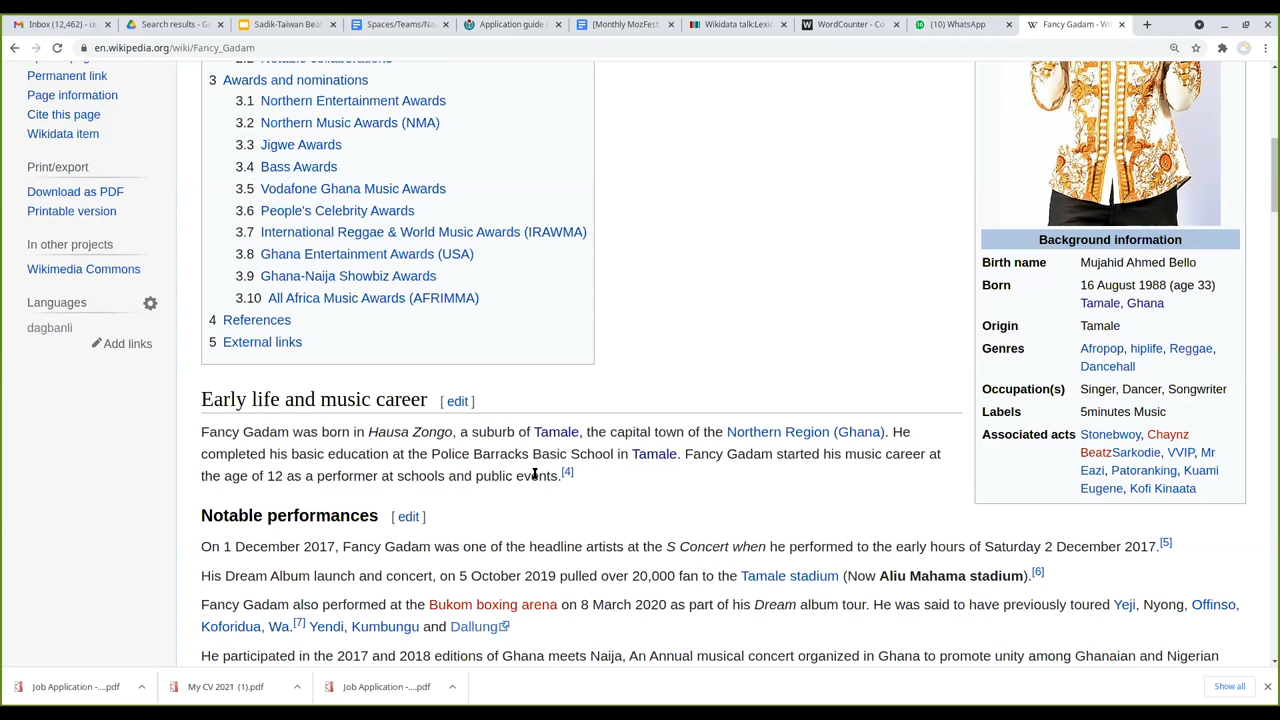 Inbox (12,462) - u
Search results - G
Sadik-Taiwan Bea
Spaces/Teams/Na
Application guide
[Monthly MozFest
Wikidata talk:Lexi
WordCounter - Co
(10) WhatsApp
Fancy Gadam - Wi
en.wikipedia.org/wiki/Fancy_Gadam
Permanent link
Page information
Cite this page
Wikidata item
Print/export
Download as PDF
Printable version
In other projects
Wikimedia Commons
Languages
dagbanli
Add links
2.2 Notable collaborations
3 Awards and nominations
3.1 Northern Entertainment Awards
3.2 Northern Music Awards (NMA)
3.3 Jigwe Awards
3.4 Bass Awards
3.5 Vodafone Ghana Music Awards
3.6 People's Celebrity Awards
3.7 International Reggae & World Music Awards (IRAWMA)
3.8 Ghana Entertainment Awards (USA)
3.9 Ghana-Naija Showbiz Awards
3.10 All Africa Music Awards (AFRIMMA)
4 References
5 External links
Background information
Birth name Mujahid Ahmed Bello
Born 16 August 1988 (age 33)
Tamale, Ghana
Origin Tamale
Genres Afropop, hiplife, Reggae,
Dancehall
Occupation(s) Singer, Dancer, Songwriter
Labels 5minutes Music
Associated acts Stonebwoy, Chaynz
BeatzSarkodie, VVIP, Mr
Eazi, Patoranking, Kuami
Eugene, Kofi Kinaata
Early life and music career [ edit ]
Fancy Gadam was born in Hausa Zongo, a suburb of Tamale, the capital town of the Northern Region (Ghana). He
completed his basic education at the Police Barracks Basic School in Tamale. Fancy Gadam started his music career at
the age of 12 as a performer at schools and public events.[4]
Notable performances [ edit ]
On 1 December 2017, Fancy Gadam was one of the headline artists at the S Concert when he performed to the early hours of Saturday 2 December 2017.[5]
His Dream Album launch and concert, on 5 October 2019 pulled over 20,000 fan to the Tamale stadium (Now Aliu Mahama stadium).[6]
Fancy Gadam also performed at the Bukom boxing arena on 8 March 2020 as part of his Dream album tour. He was said to have previously toured Yeji, Nyong, Offinso,
Koforidua, Wa.[7] Yendi, Kumbungu and Dallung
He participated in the 2017 and 2018 editions of Ghana meets Naija, An Annual musical concert organized in Ghana to promote unity among Ghanaian and Nigerian
Job Application -....pdf
My CV 2021 (1).pdf
Job Application -....pdf
Show all